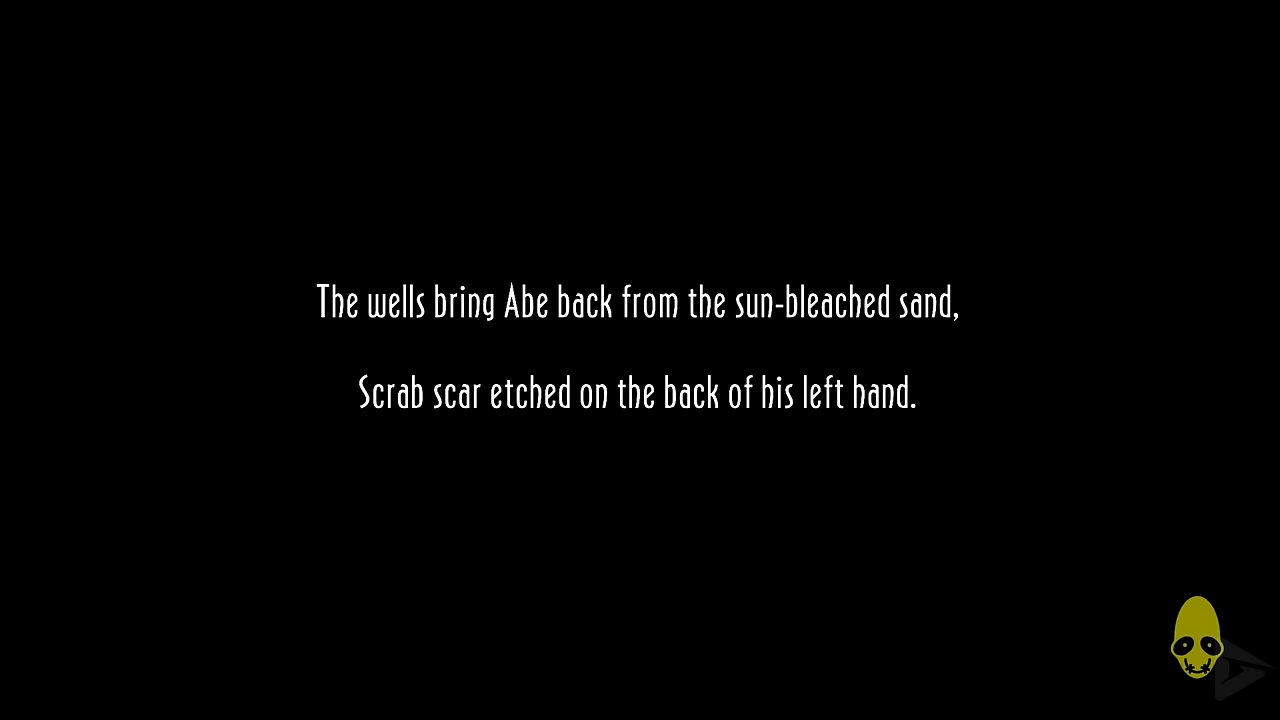 The wells bring Abe back from the sun-bleached sand,
Scrab scar etched on the back of his left hand.